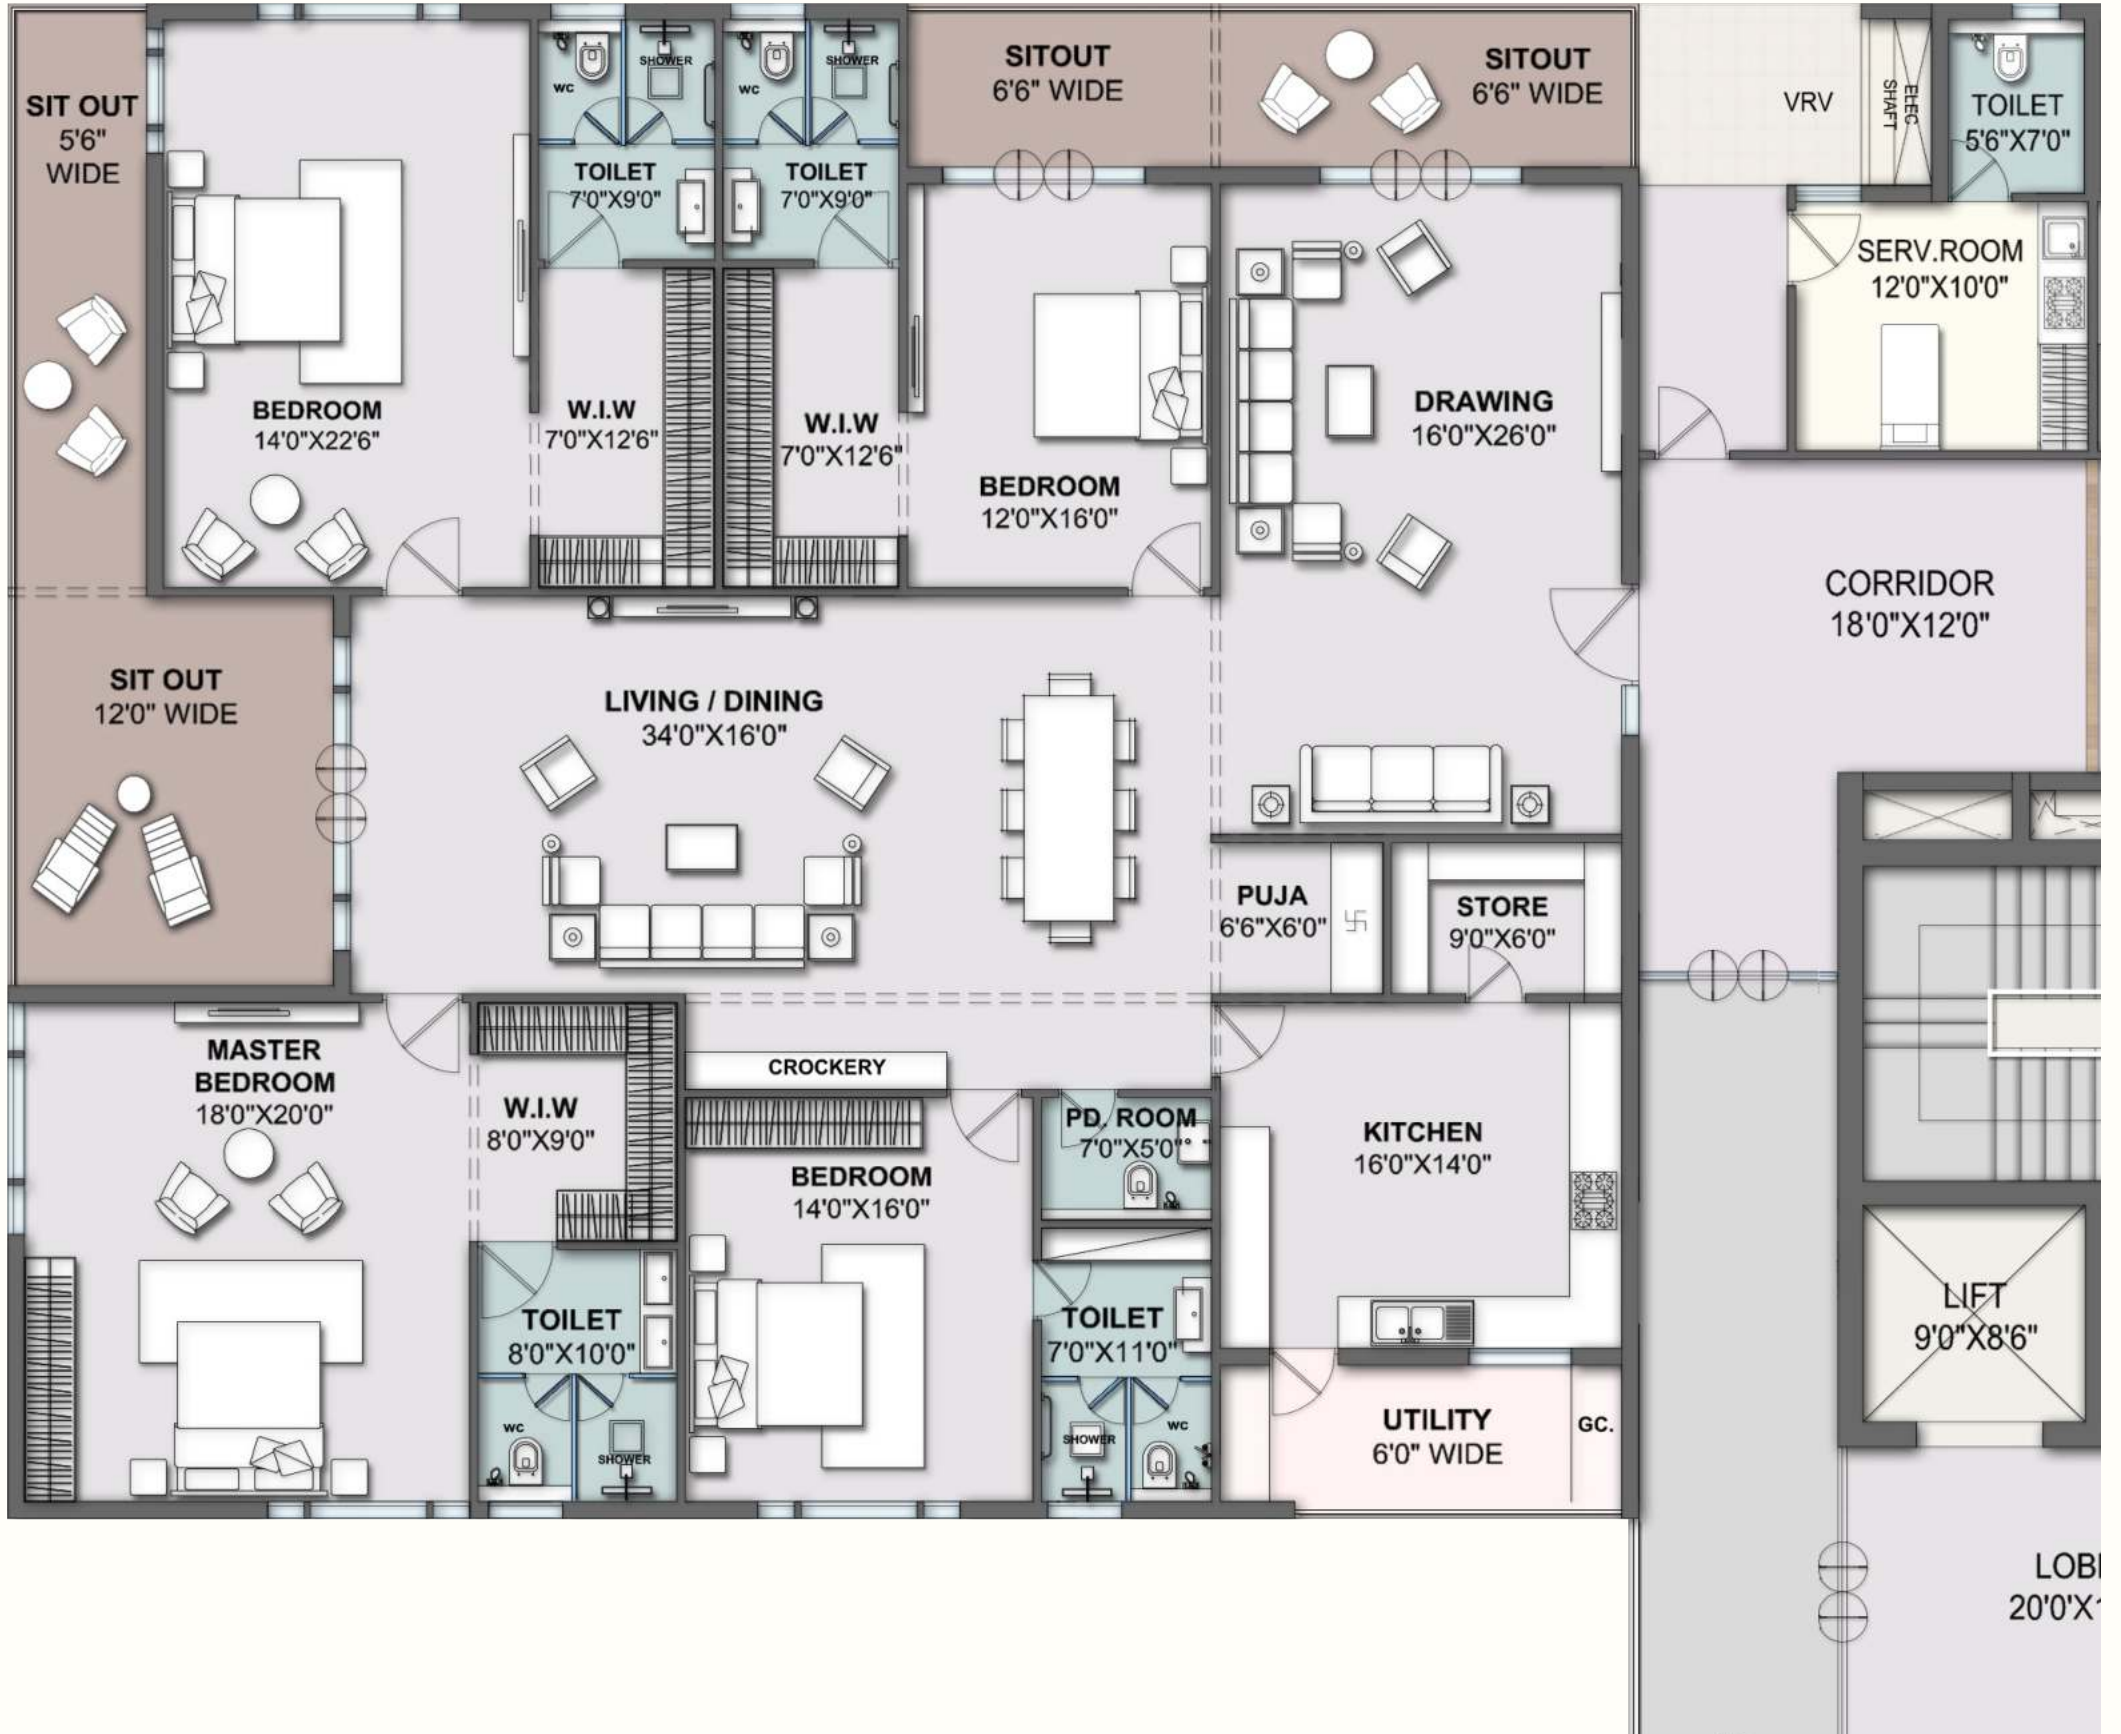 SIT OUT
5'6"
WIDE
WC
SHOWER
TOILET
7'0"X9'0"
WC
SHOWER
TOILET
7'0"X9'0"
SITOUT
6'6" WIDE
SITOUT
6'6" WIDE
VRV
ELEC
SHAFT
TOILET
5'6"X7'0"
SERV.ROOM
12'0"X10'0"
BEDROOM
14'0"X22'6"
W.I.W
7'0"X12'6"
W.I.W
7'0"X12'6"
BEDROOM
12'0"X16'0"
DRAWING
16'0"X26'0"
CORRIDOR
18'0"X12'0"
SIT OUT
12'0" WIDE
LIVING / DINING
34'0"X16'0"
PUJA
6'6"X6'0"
STORE
9'0"X6'0"
MASTER
BEDROOM
18'0"X20'0"
W.I.W
8'0"X9'0"
CROCKERY
BEDROOM
14'0"X16'0"
PD. ROOM
7'0"X5'0"
KITCHEN
16'0"X14'0"
TOILET
8'0"X10'0"
WC
SHOWER
TOILET
7'0"X11'0"
SHOWER
WC
UTILITY
6'0" WIDE
GC.
LIFT
9'0"X8'6"